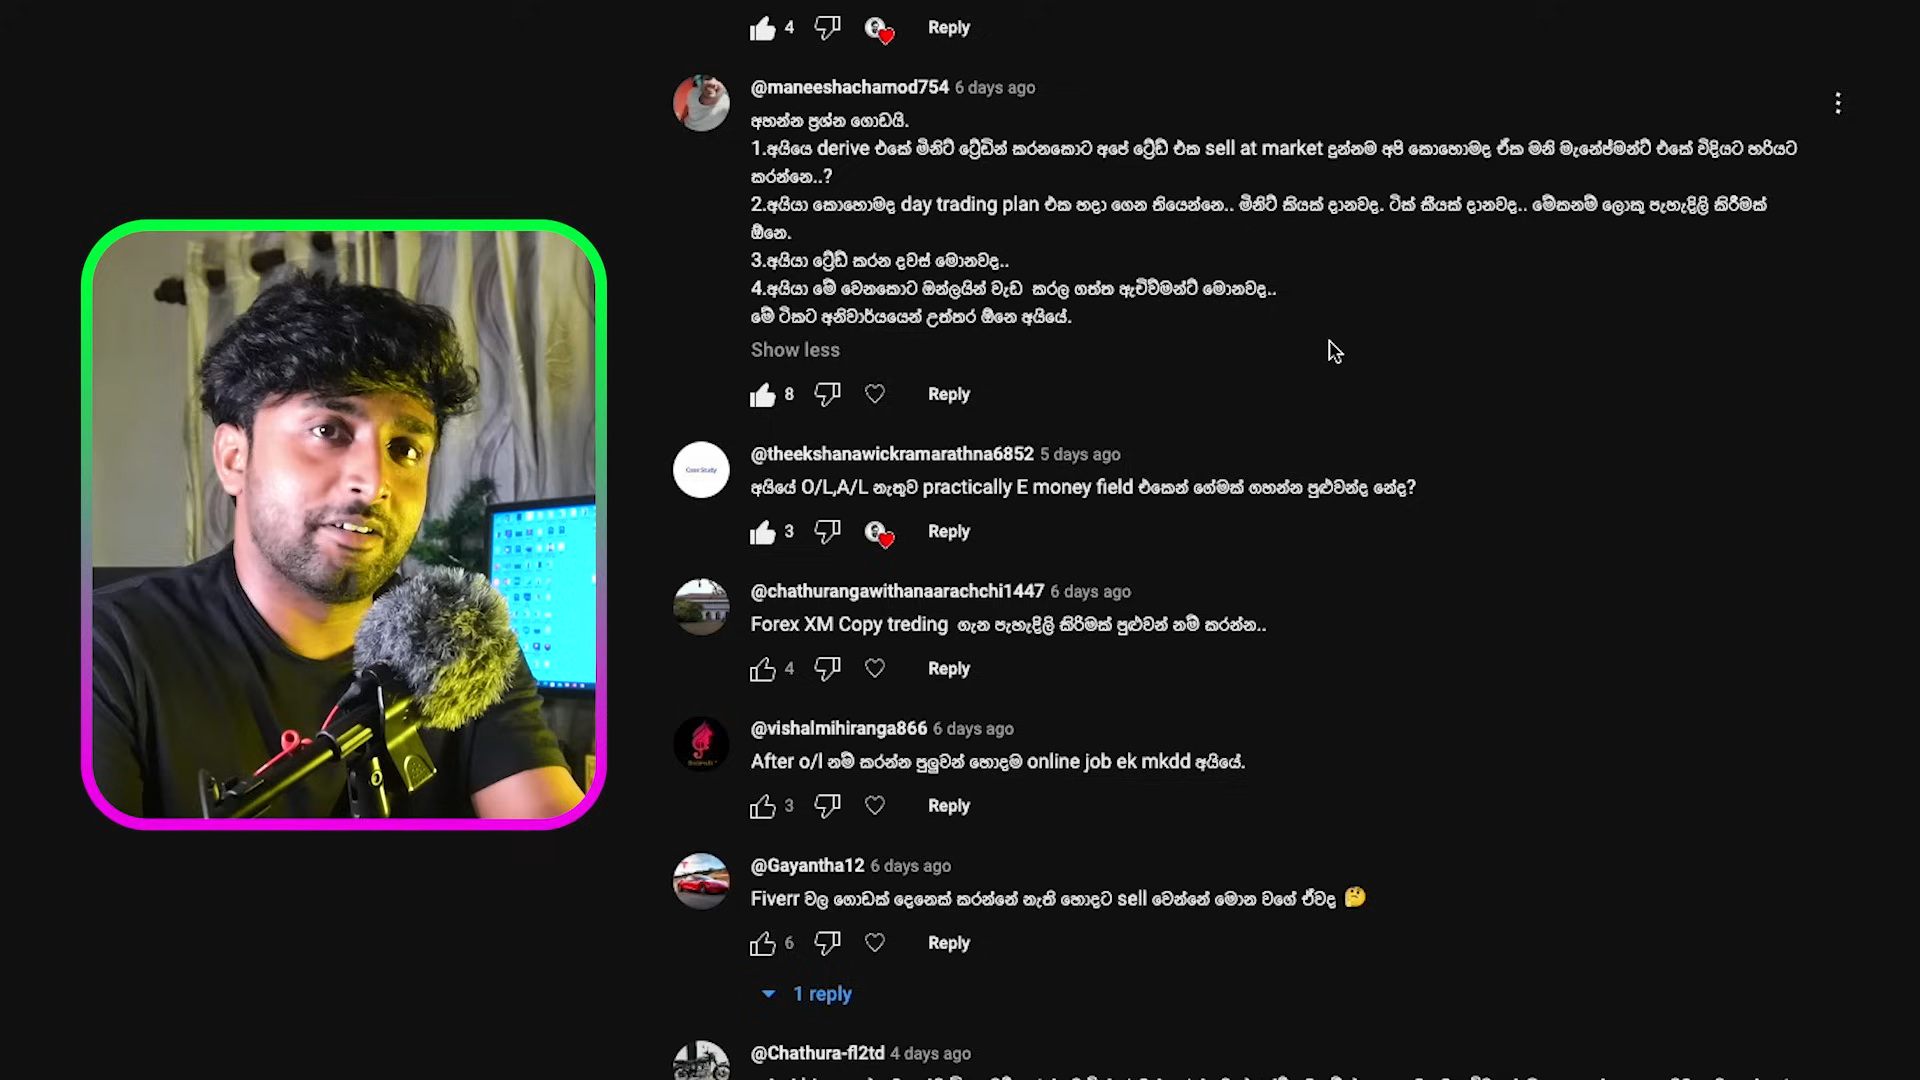 4 Reply
@maneeshachamod754 6 days ago
අහන්න ප්‍රශ්න ගොඩයි.
1.අයියෙ derive එකේ මිනිට් ට්‍රේඩින් කරනකොට අපේ ට්‍රේඩ් එක sell at market දුන්නම අපි කොහොමද ඒක මනි මැනේජ්මන්ට් එකේ විදියට හරියට
කරන්නෙ..?
2.අයියා කොහොමද day trading plan එක හදා ගෙන තියෙන්නෙ.. මිනිට් කියක් දානවද. ටික් කීයක් දානවද.. මේකනම් ලොකු පැහැදිලි කිරීමක්
ඕනෙ.
3.අයියා ට්‍රේඩ් කරන දවස් මොනවද..
4.අයියා මේ වෙනකොට ඔන්ලයින් වැඩ කරල ගත්ත ඇචිව්මන්ට් මොනවද..
මේ ටිකට අනිවාර්යයෙන් උත්තර ඕනෙ අයියේ.
Show less
8 Reply
Case Study
@theekshanawickramarathna6852 5 days ago
අයියේ O/L,A/L නැතුව practically E money field එකෙන් ගේමක් ගහන්න පුළුවන්ද නේද?
3 Reply
@chathurangawithanaarachchi1447 6 days ago
Forex XM Copy treding ගැන පැහැදිලි කිරිමක් පුළුවන් නම් කරන්න..
4 Reply
@vishalmihiranga866 6 days ago
After o/l නම් කරන්න පුලුවන් හොදම online job ek mkdd අයියේ.
3 Reply
@Gayantha12 6 days ago
Fiverr වල ගොඩක් දෙනෙක් කරන්නේ නැති හොදට sell වෙන්නේ මොන වගේ ඒවද 🤔
6 Reply
1 reply
@Chathura-fl2td 4 days ago